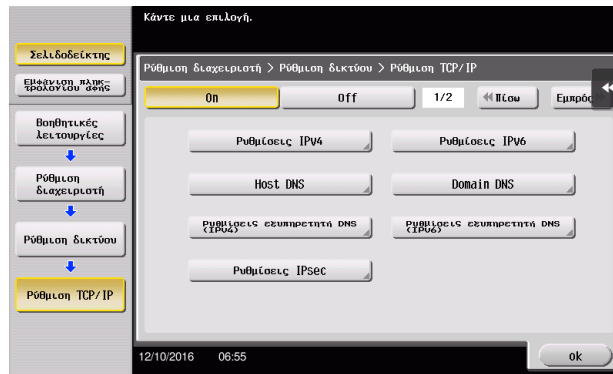 Κάντε μια επιλογή.
Σελιδοδείκτης
Εμφάνιση πληκ-
τρολογίου αφής
Βοηθητικές
λειτουργίες
Ρύθμιση
διαχειριστή
Ρύθμιση δικτύου
Ρύθμιση TCP/IP
Ρύθμιση διαχειριστή > Ρύθμιση δικτύου > Ρύθμιση TCP/IP
On Off 1/2 Πίσω Εμπρός
Ρυθμίσεις IPV4 Ρυθμίσεις IPV6
Host DNS Domain DNS
Ρυθμίσεις εξυπηρετητή DNS Ρυθμίσεις εξυπηρετητή DNS
(IPV4) (IPV6)
Ρυθμίσεις IPsec
12/10/2016 06:55 ok